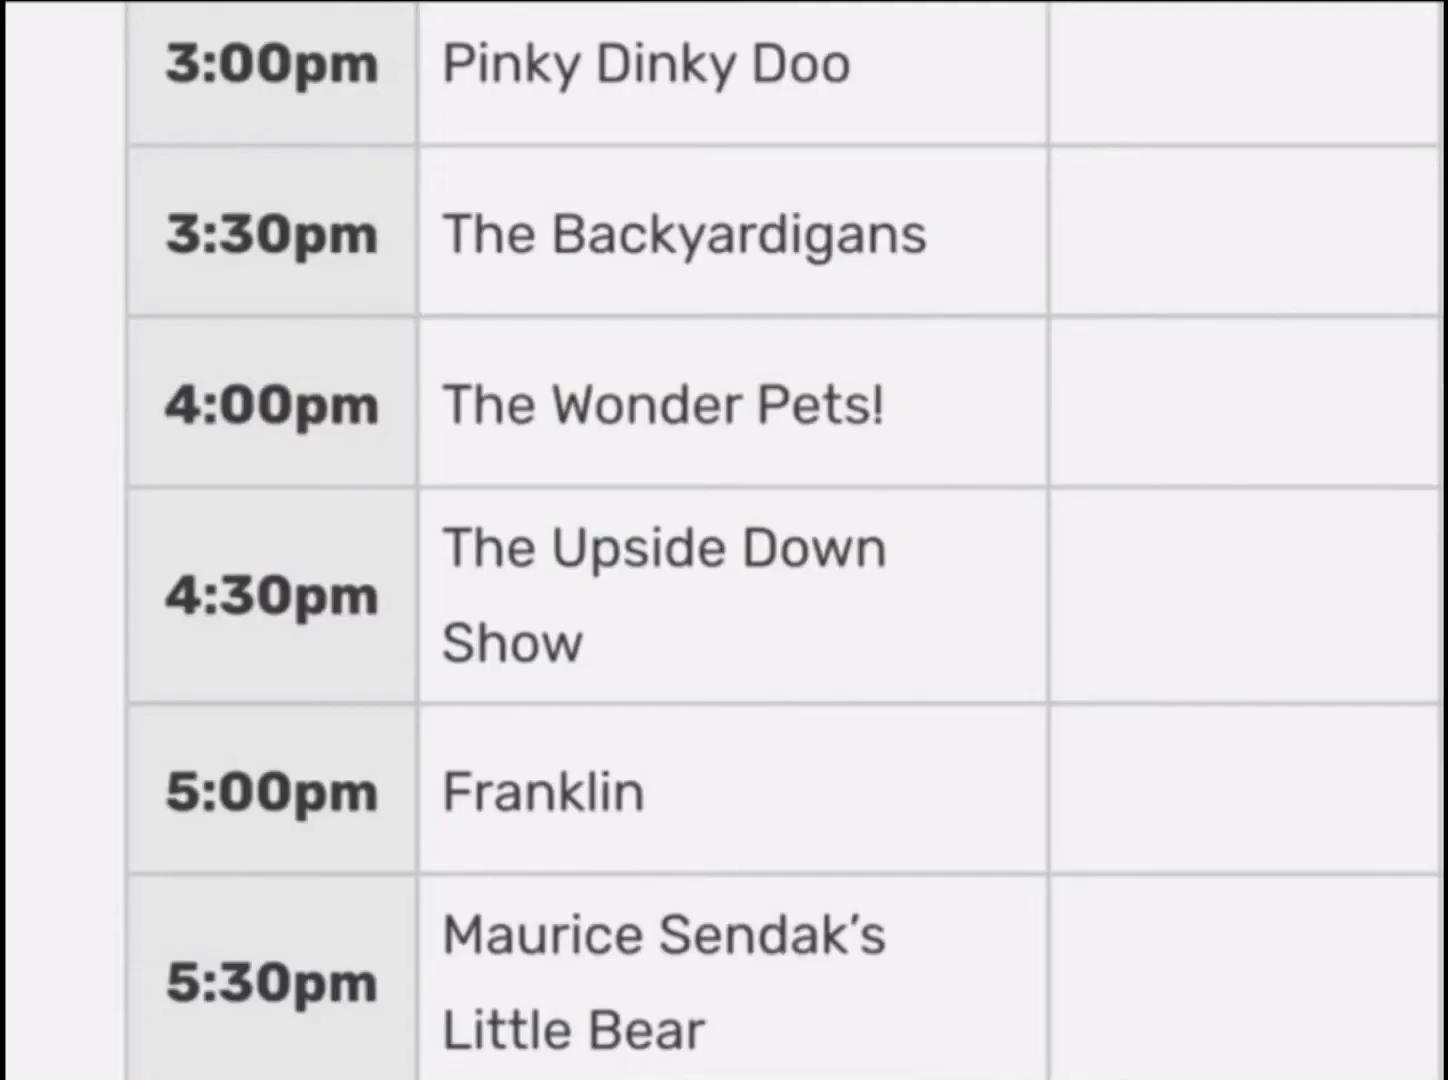 3:00pm Pinky Dinky Doo
3:30pm The Backyardigans
4:00pm The Wonder Pets!
4:30pm The Upside Down
Show
5:00pm Franklin
5:30pm Maurice Sendak’s
Little Bear